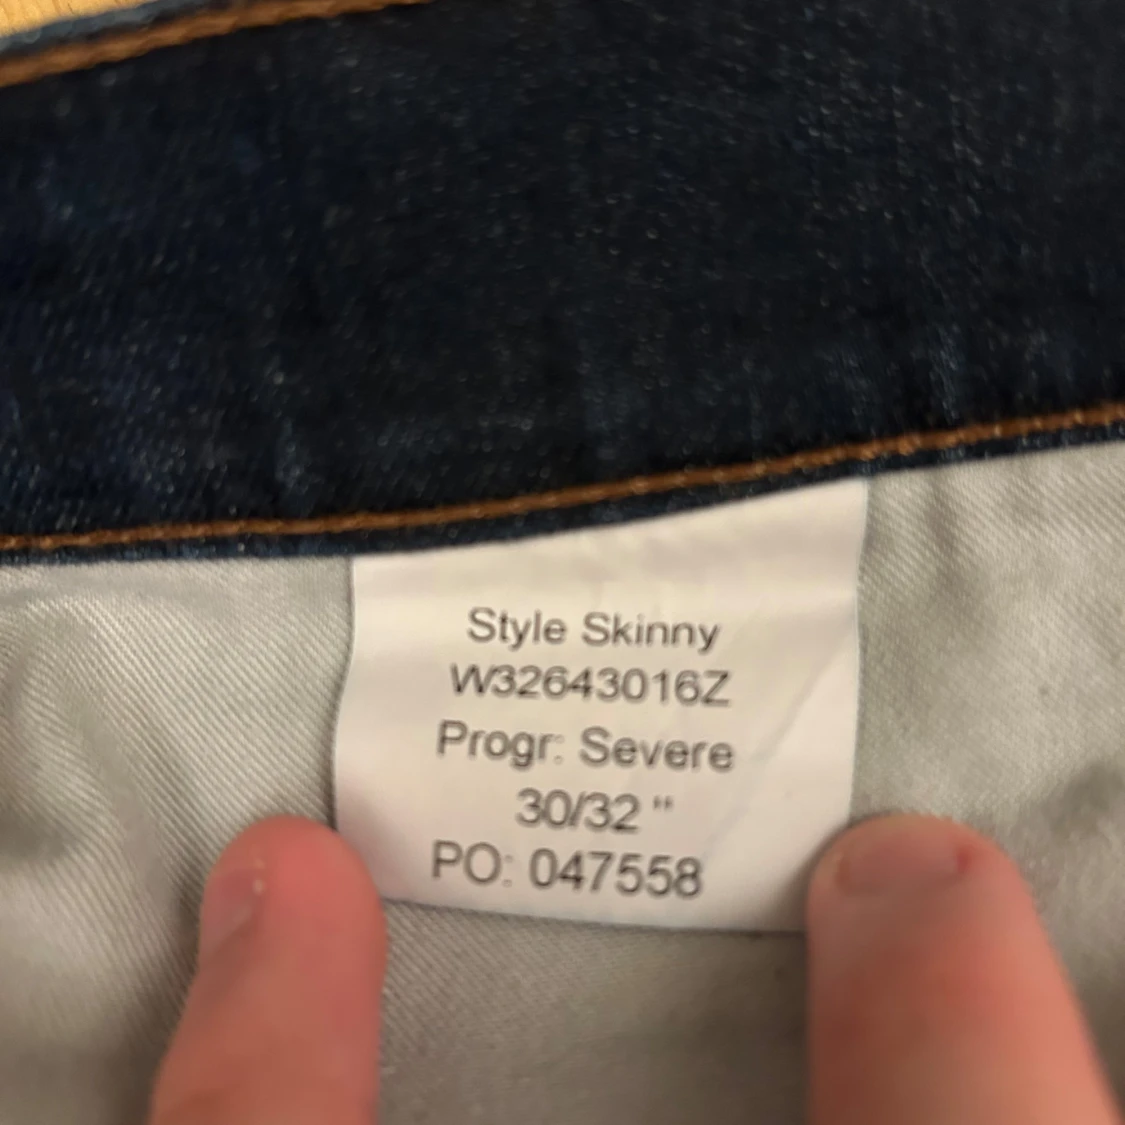 Style Skinny
W32643016Z
Progr: Severe
30/32 "
PO: 047558